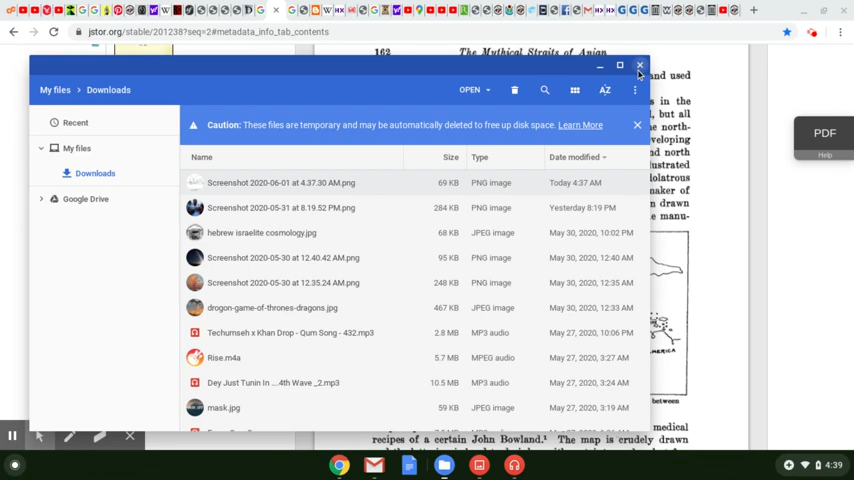 jstor.org/stable/201238?seq=2#metadata_info_tab_contents
162 The Mythical Straits of Anian
and used
My files > Downloads OPEN AZ
in the
, but all
Recent
Caution: These files are temporary and may be automatically deleted to free up disk space. Learn More
PDF
Help
My files
Name Size Type Date modified
Downloads
Screenshot 2020-06-01 at 4.37.30 AM.png 69 KB PNG image Today 4:37 AM
Google Drive
Screenshot 2020-05-31 at 8.19.52 PM.png 284 KB PNG image Yesterday 8:19 PM
hebrew israelite cosmology.jpg 68 KB JPEG image May 30, 2020, 10:02 PM
Screenshot 2020-05-30 at 12.40.42 AM.png 95 KB PNG image May 30, 2020, 12:40 AM
Screenshot 2020-05-30 at 12.35.24 AM.png 248 KB PNG image May 30, 2020, 12:35 AM
drogon-game-of-thrones-dragons.jpg 467 KB JPEG image May 30, 2020, 12:33 AM
Techumseh x Khan Drop - Qum Song - 432.mp3 2.8 MB MP3 audio May 27, 2020, 10:06 PM
Rise.m4a 5.7 MB MPEG audio May 27, 2020, 3:27 AM
Dey Just Tunin In ....4th Wave _2.mp3 10.5 MB MP3 audio May 27, 2020, 3:24 AM
mask.jpg 59 KB JPEG image May 27, 2020, 3:19 AM
between
medical
recipes of a certain John Bowland.¹ The map is crudely drawn
4:39